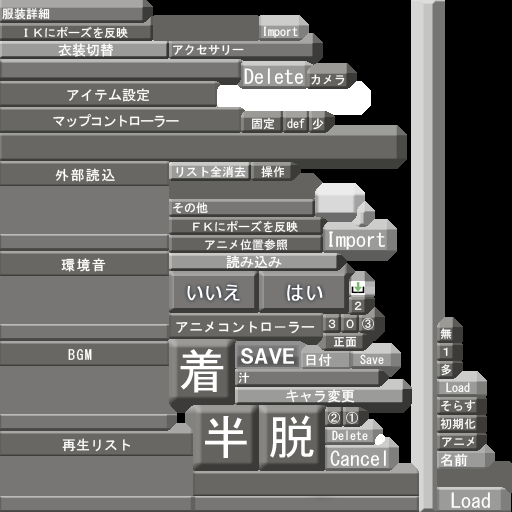 服装詳細
IKにポーズを反映
Import
衣装切替
アクセサリー
Delete
カメラ
アイテム設定
マップコントローラー
固定
def
少
外部読込
リスト全消去
操作
その他
FKにポーズを反映
アニメ位置参照
Import
環境音
読み込み
いいえ
はい
2
アニメコントローラー
3
0
③
正面
無
BGM
着
SAVE
日付
Save
1
多
汁
Load
キャラ変更
そらす
半
脱
②
①
初期化
再生リスト
Delete
アニメ
Cancel
名前
Load